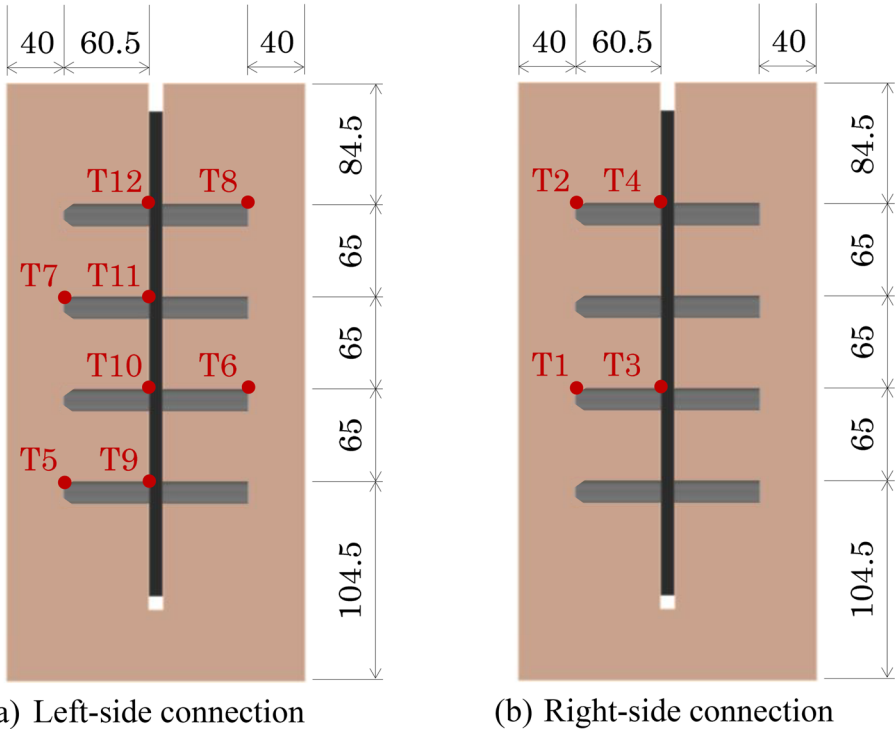 40 60.5 40
84.5
T12 T8
65
T7 T11
65
T10 T6
65
T5 T9
104.5
a) Left-side connection
40 60.5 40
84.5
T2 T4
65
65
T1 T3
65
104.5
(b) Right-side connection